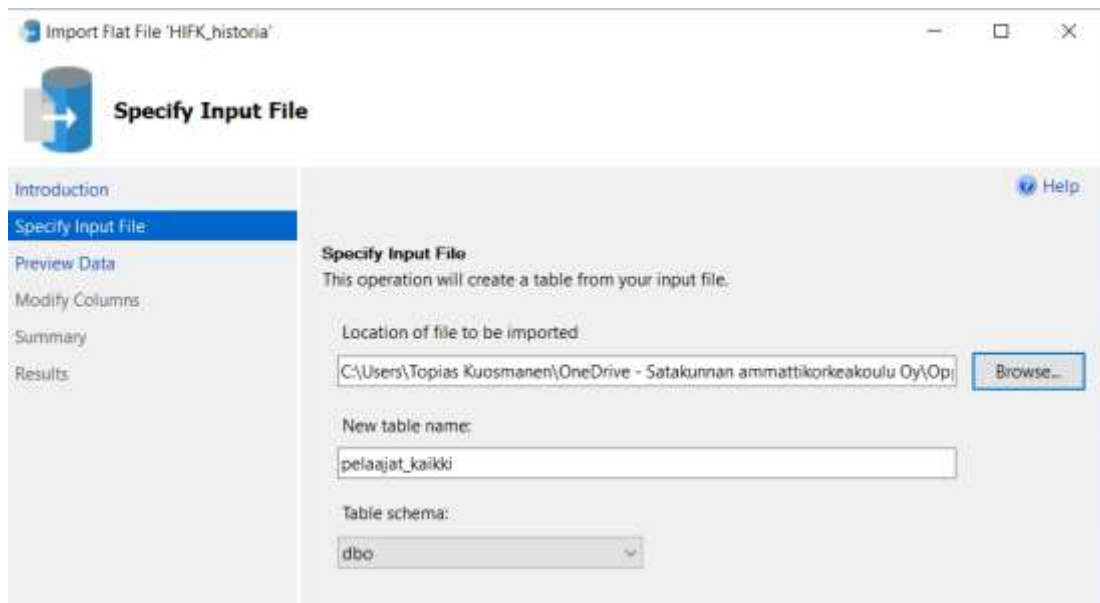 Import Flat File 'HIFK_historia'
Specify Input File
Introduction
Specify Input File
Preview Data
Modify Columns
Summary
Results
Help
Specify Input File
This operation will create a table from your input file.
Location of file to be imported
C:\Users\Topias Kuosmanen\OneDrive - Satakunnan ammattikorkeakoulu Oy\Opi
Browse...
New table name:
pelaajat_kaikki
Table schema:
dbo